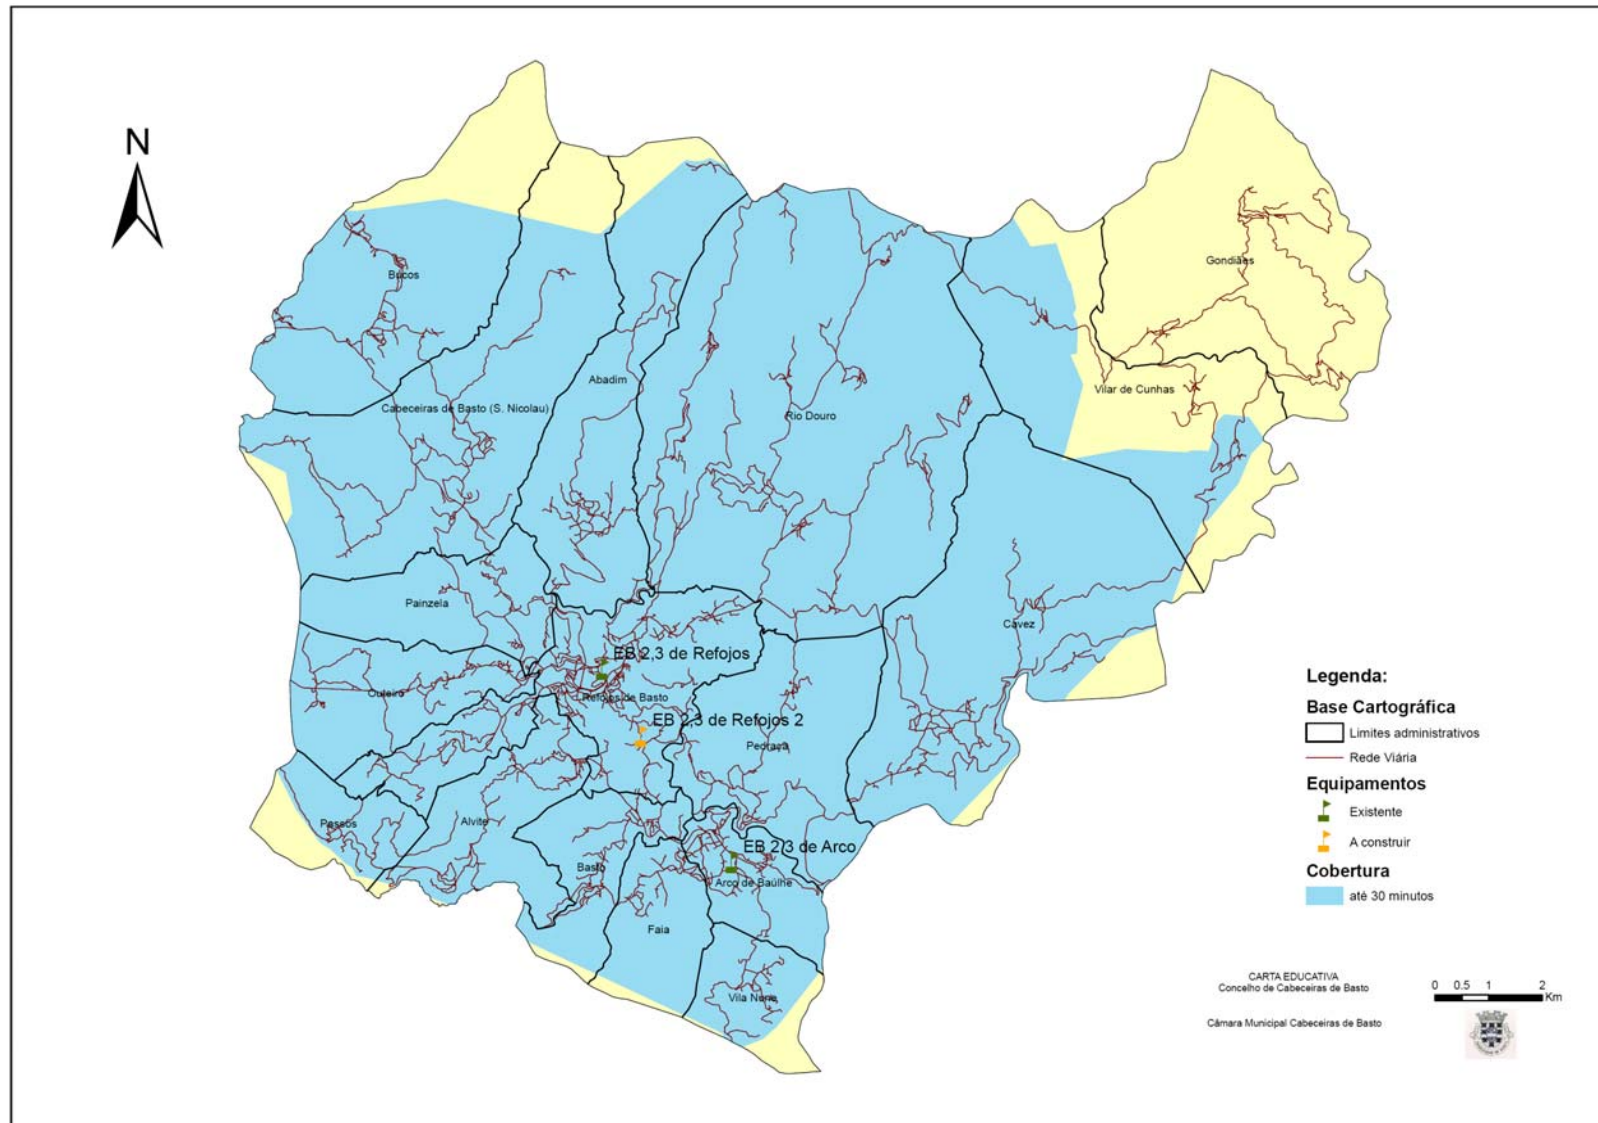 N
Bucos
Gondiães
Abadim
Vilar de Cunhas
Cabeceiras de Basto (S. Nicolau)
Rio Douro
Painzela
Cavez
EB 2,3 de Refojos
Outeiro
Refojos de Basto
EB 2,3 de Refojos 2
Pedraça
Passos
Alvite
EB 2/3 de Arco
Basto
Arco de Baúlhe
Faia
Vila Nune
Legenda:
Base Cartográfica
Limites administrativos
Rede Viária
Equipamentos
Existente
A construir
Cobertura
até 30 minutos
CARTA EDUCATIVA
Concelho de Cabeceiras de Basto
Câmara Municipal Cabeceiras de Basto
0 0.5 1 2
Km